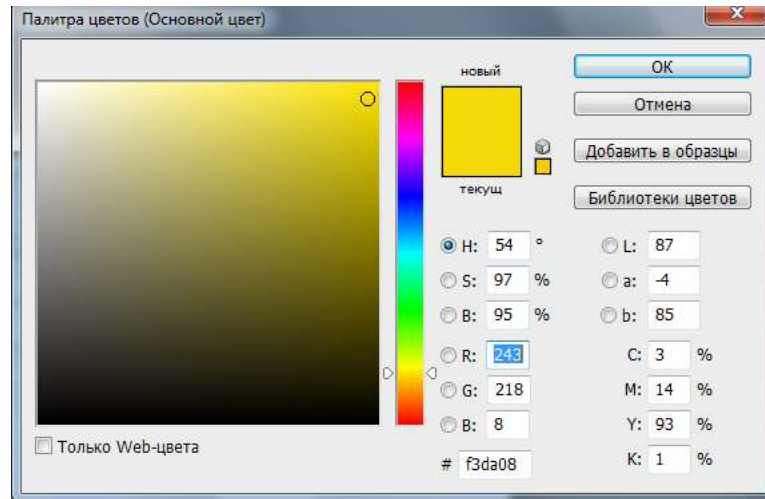 Палитра цветов (Основной цвет)
новый
текущ
ОК
Отмена
Добавить в образцы
Библиотеки цветов
H: 54 °
S: 97 %
B: 95 %
R: 243
G: 218
B: 8
# f3da08
L: 87
a: -4
b: 85
C: 3 %
M: 14 %
Y: 93 %
K: 1 %
Только Web-цвета